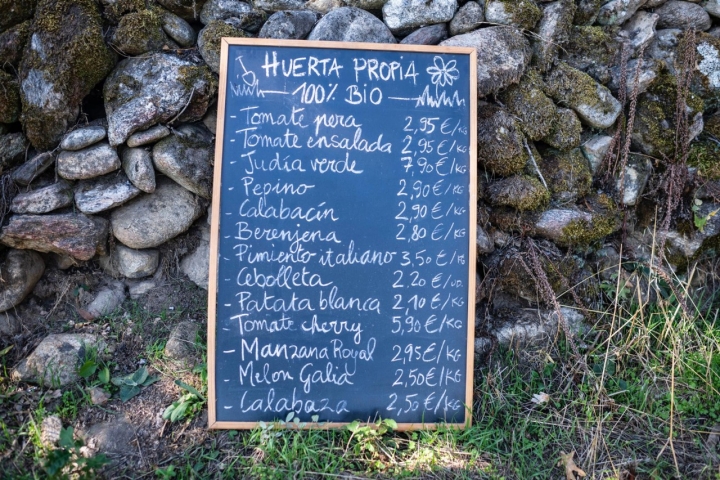 HUERTA PROPIA
100% BIO
- Tomate pera 2,95 €/KG
- Tomate ensalada 2,95 €/KG
- Judía verde 7,90 €/KG
- Pepino 2,90 €/KG
- Calabacín 2,90 €/KG
- Berenjena 2,80 €/KG
- Pimiento italiano 3,50 €/
- Cebolleta 2,20 €/UD.
- Patata blanca 2,10 €/KG
- Tomate cherry 5,90 €/KG
- Manzana Royal 2,95 €/KG
- Melon Galia 2,50 €/KG
- Calabaza 2,50 €/KG